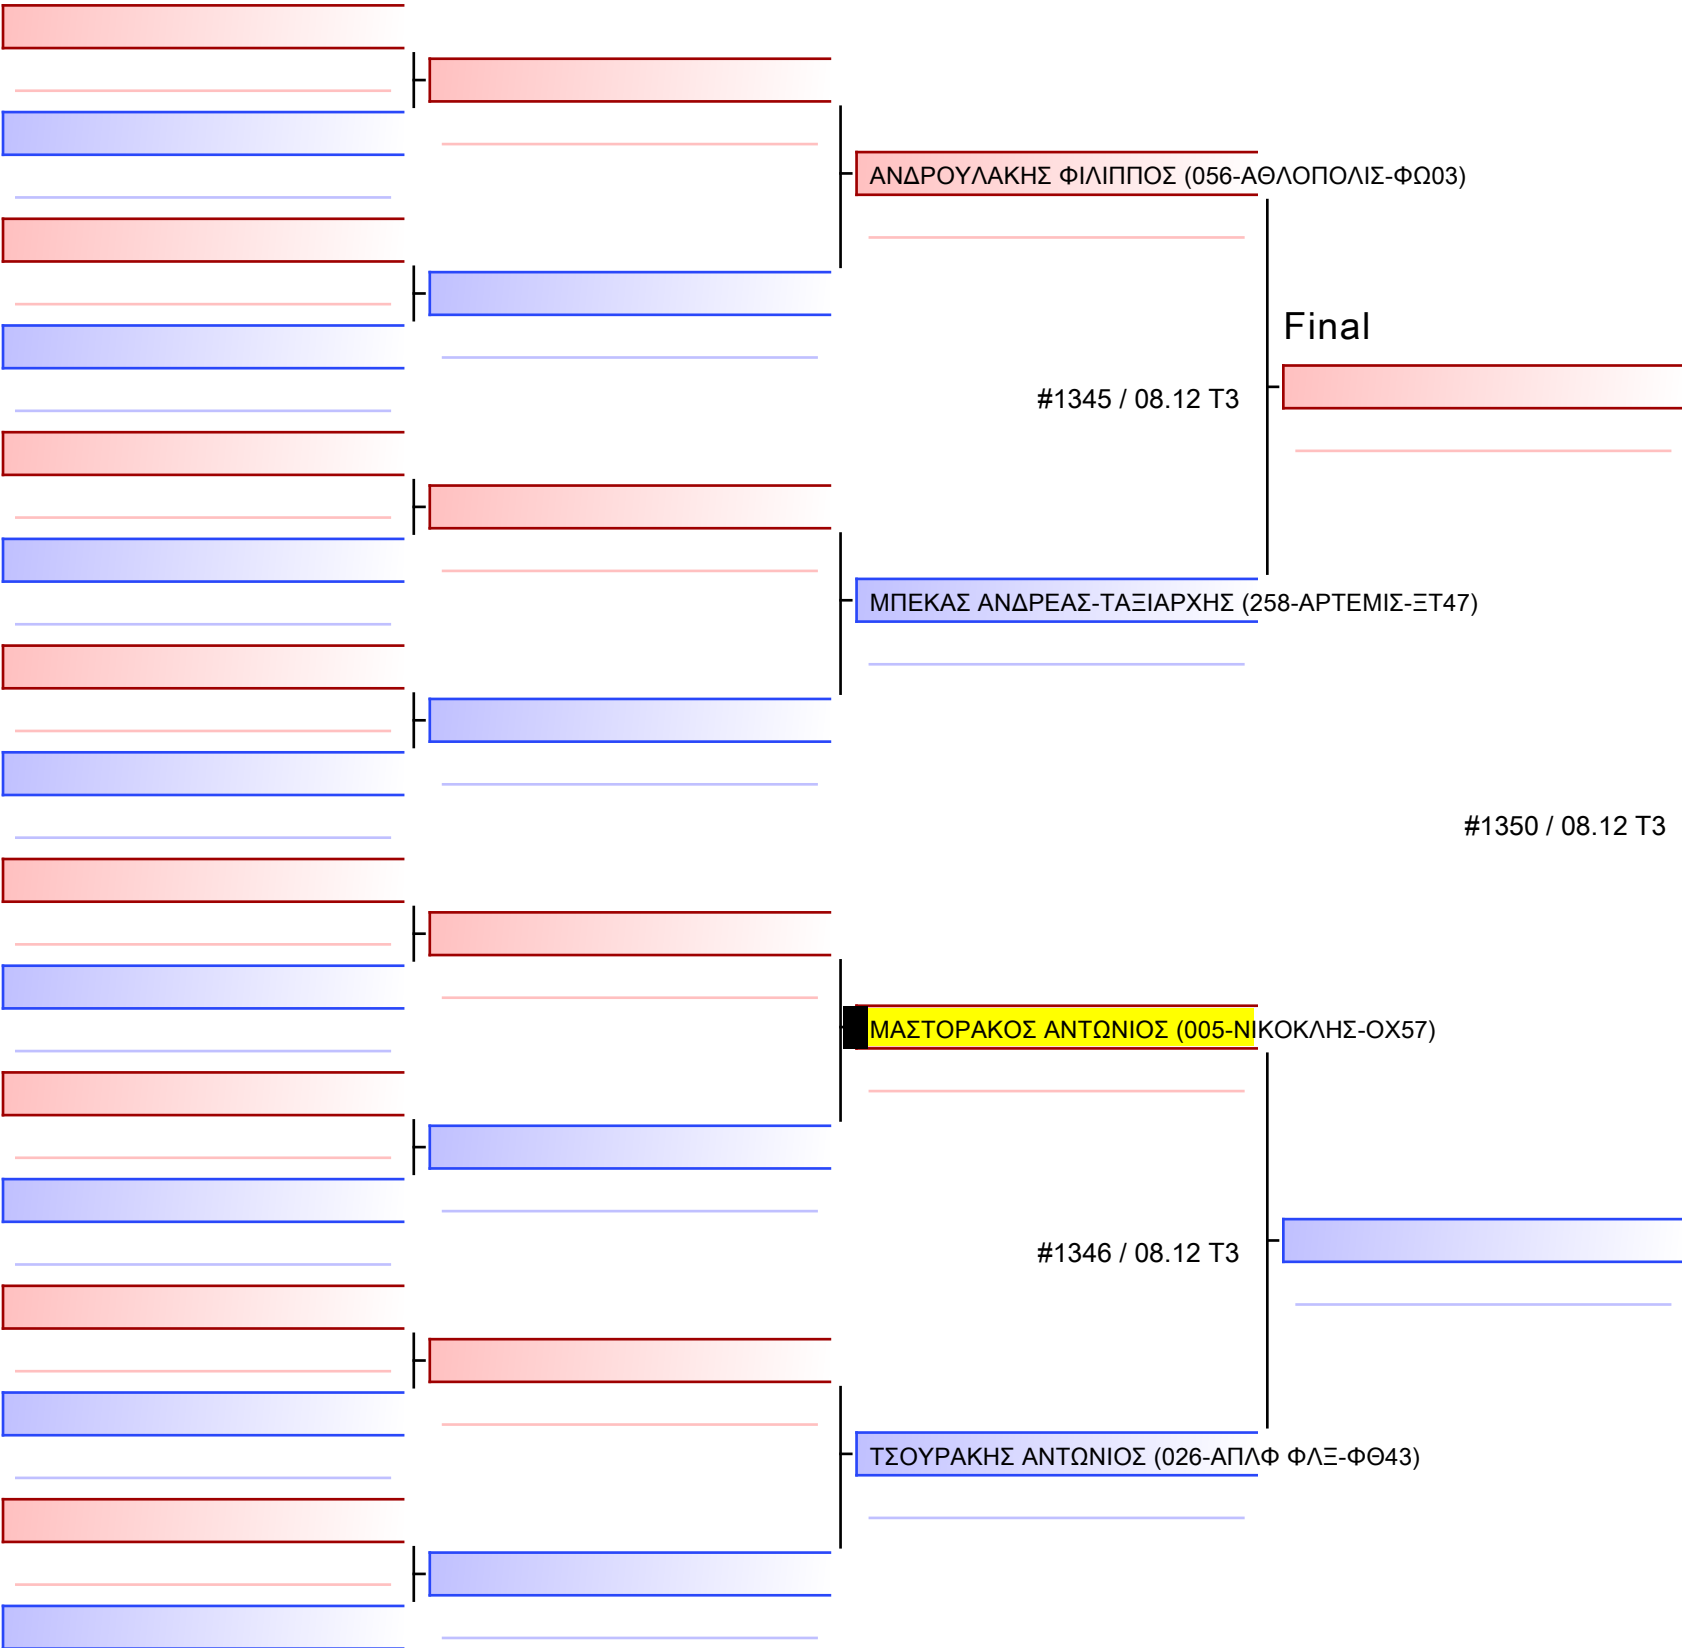 ΑΝΔΡΟΥΛΑΚΗΣ ΦΙΛΙΠΠΟΣ (056-ΑΘΛΟΠΟΛΙΣ-ΦΩ03)
Final
#1345 / 08.12 T3
ΜΠΕΚΑΣ ΑΝΔΡΕΑΣ-ΤΑΞΙΑΡΧΗΣ (258-ΑΡΤΕΜΙΣ-ΞΤ47)
#1350 / 08.12 T3
ΜΑΣΤΟΡΑΚΟΣ ΑΝΤΩΝΙΟΣ (005-ΝΙΚΟΚΛΗΣ-ΟΧ57)
#1346 / 08.12 T3
ΤΣΟΥΡΑΚΗΣ ΑΝΤΩΝΙΟΣ (026-ΑΠΛΦ ΦΛΞ-ΦΘ43)